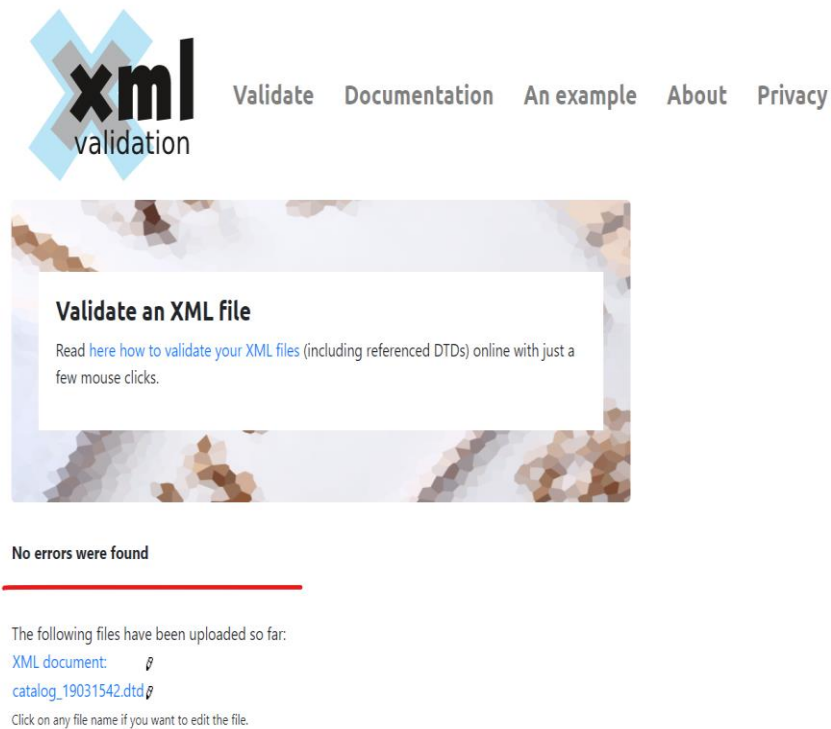 xml
validation
Validate Documentation An example About Privacy
Validate an XML file
Read here how to validate your XML files (including referenced DTDs) online with just a
few mouse clicks.
No errors were found
The following files have been uploaded so far:
XML document:
catalog_19031542.dtd
Click on any file name if you want to edit the file.